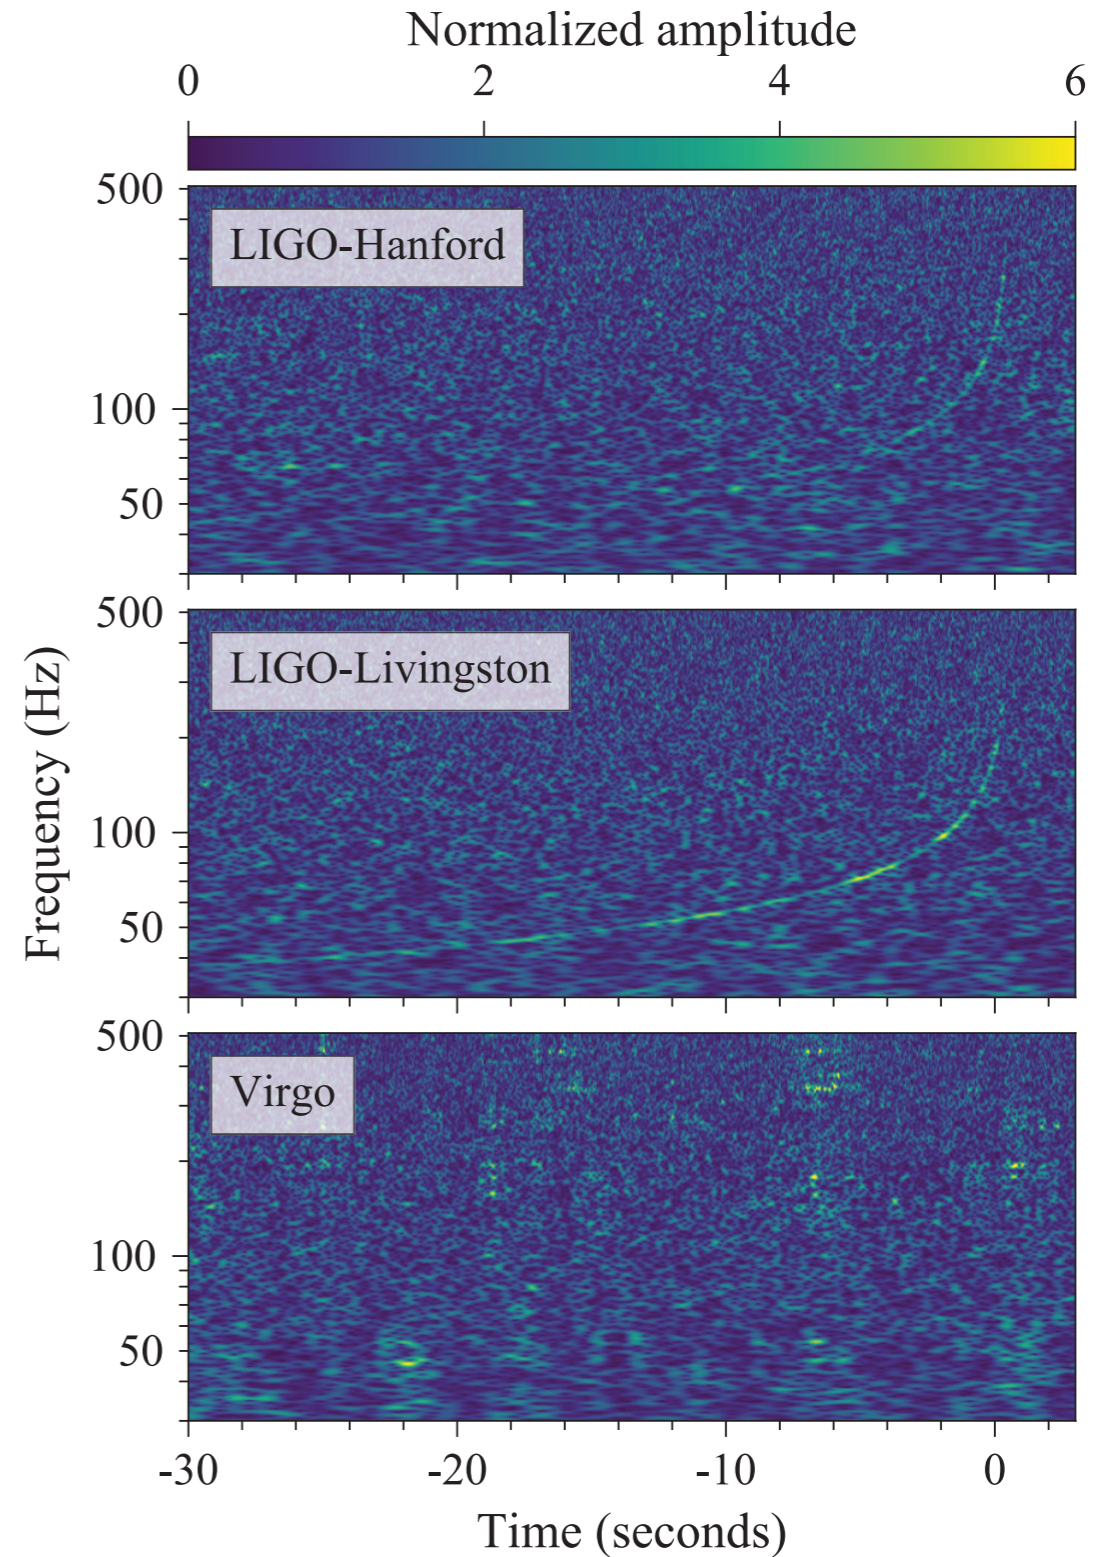 Normalized amplitude
0 2 4 6
500
LIGO-Hanford
100
50
500
LIGO-Livingston
Frequency (Hz)
100
50
500
Virgo
100
50
-30 -20 -10 0
Time (seconds)